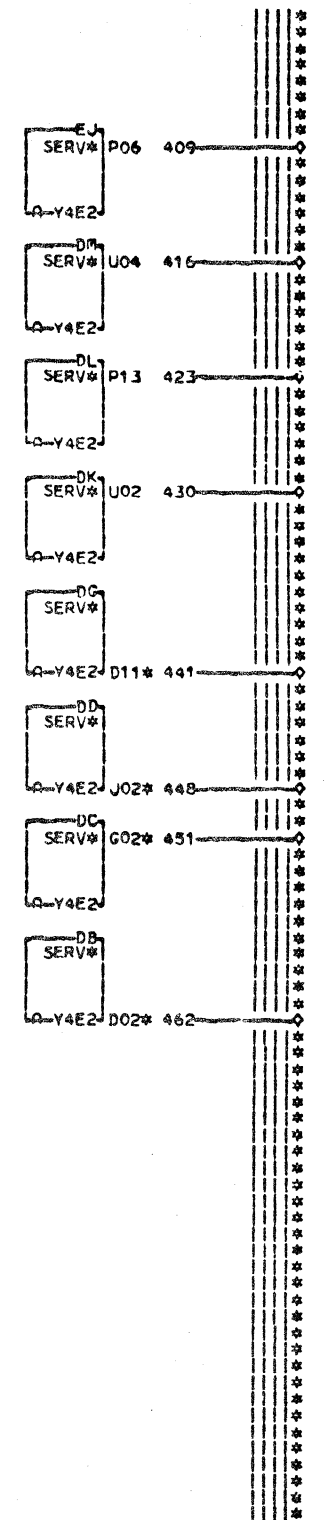 EJ
SERV* P06 409
A Y4E2
DM
SERV* U04 416
A Y4E2
DL
SERV* P13 423
A Y4E2
DK
SERV* U02 430
A Y4E2
DG
SERV*
A Y4E2 D11* 441
DD
SERV*
A Y4E2 J02* 448
DC
SERV* G02* 451
A Y4E2
DB
SERV*
A Y4E2 D02* 462